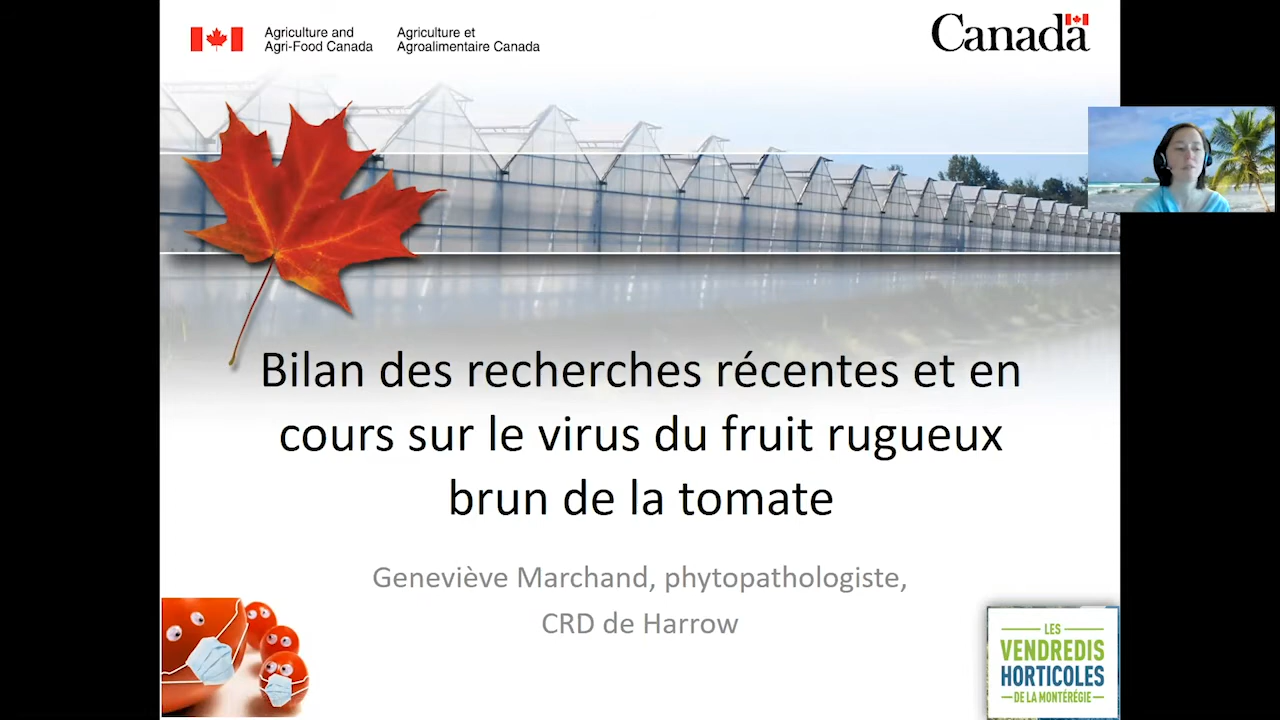 Agriculture and
Agri-Food Canada
Agriculture et
Agroalimentaire Canada
Canada
Bilan des recherches récentes et en
cours sur le virus du fruit rugueux
brun de la tomate
Geneviève Marchand, phytopathologiste,
CRD de Harrow
LES
VENDREDIS
HORTICOLES
DE LA MONTÉRÉGIE